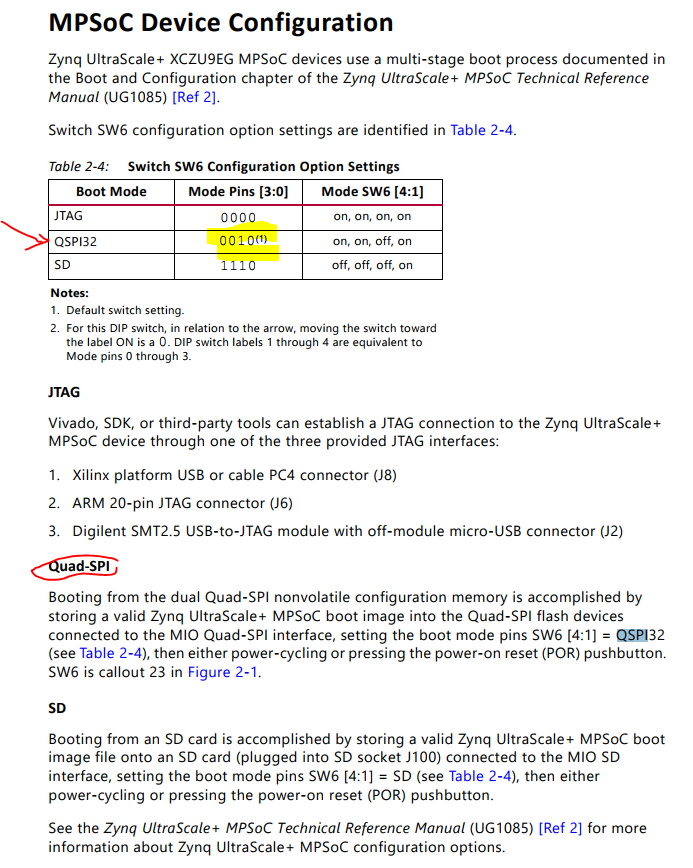 MPSoC Device Configuration
Zynq UltraScale+ XCZU9EG MPSoC devices use a multi-stage boot process documented in
the Boot and Configuration chapter of the Zynq UltraScale+ MPSoC Technical Reference
Manual (UG1085) [Ref 2].
Switch SW6 configuration option settings are identified in Table 2-4.
Table 2-4: Switch SW6 Configuration Option Settings
Boot Mode Mode Pins [3:0] Mode SW6 [4:1]
JTAG 0000 on, on, on, on
QSPI32 0010(1) on, on, off, on
SD 1110 off, off, off, on
Notes:
1. Default switch setting.
2. For this DIP switch, in relation to the arrow, moving the switch toward
the label ON is a 0. DIP switch labels 1 through 4 are equivalent to
Mode pins 0 through 3.
JTAG
Vivado, SDK, or third-party tools can establish a JTAG connection to the Zynq UltraScale+
MPSoC device through one of the three provided JTAG interfaces:
1. Xilinx platform USB or cable PC4 connector (J8)
2. ARM 20-pin JTAG connector (J6)
3. Digilent SMT2.5 USB-to-JTAG module with off-module micro-USB connector (J2)
Quad-SPI
Booting from the dual Quad-SPI nonvolatile configuration memory is accomplished by
storing a valid Zynq UltraScale+ MPSoC boot image into the Quad-SPI flash devices
connected to the MIO Quad-SPI interface, setting the boot mode pins SW6 [4:1] = QSPI32
(see Table 2-4), then either power-cycling or pressing the power-on reset (POR) pushbutton.
SW6 is callout 23 in Figure 2-1.
SD
Booting from an SD card is accomplished by storing a valid Zynq UltraScale+ MPSoC boot
image file onto an SD card (plugged into SD socket J100) connected to the MIO SD
interface, setting the boot mode pins SW6 [4:1] = SD (see Table 2-4), then either
power-cycling or pressing the power-on reset (POR) pushbutton.
See the Zynq UltraScale+ MPSoC Technical Reference Manual (UG1085) [Ref 2] for more
information about Zynq UltraScale+ MPSoC configuration options.